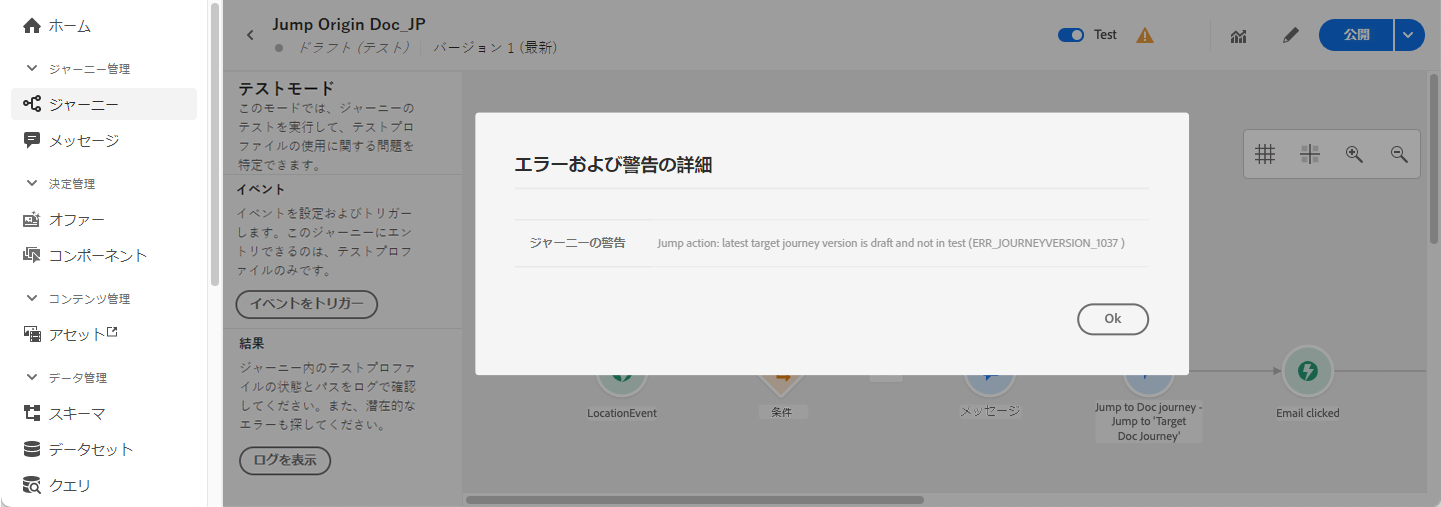 ホーム
ジャーニー管理
ジャーニー
メッセージ
決定管理
オファー
コンポーネント
コンテンツ管理
アセット
データ管理
スキーマ
データセット
クエリ
Jump Origin Doc_JP
ドラフト (テスト)
バージョン 1 (最新)
Test
公開
テストモード
このモードでは、ジャーニーの
テストを実行して、テストプロ
ファイルの使用に関する問題を
特定できます。
イベント
イベントを設定およびトリガー
します。このジャーニーにエン
トリできるのは、テストプロフ
ァイルのみです。
イベントをトリガー
結果
ジャーニー内のテストプロファ
イルの状態とパスをログで確認
してください。また、潜在的な
エラーも探してください。
ログを表示
エラーおよび警告の詳細
ジャーニーの警告
Jump action: latest target journey version is draft and not in test (ERR_JOURNEYVERSION_1037 )
Ok
LocationEvent
条件
メッセージ
Jump to Doc journey -
Jump to 'Target
Doc Journey'
Email clicked